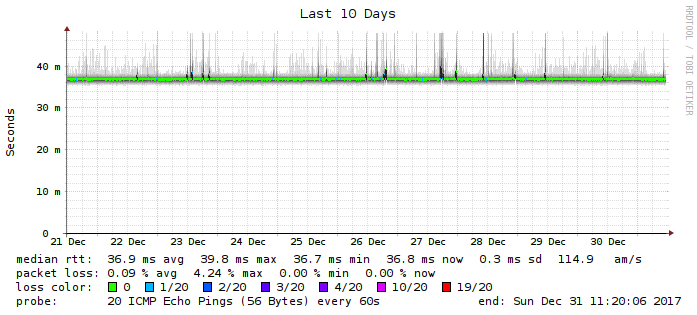 Last 10 Days
RRDTOOL / TOBI OETIKER
Seconds
40 m
30 m
20 m
10 m
0
21 Dec 22 Dec 23 Dec 24 Dec 25 Dec 26 Dec 27 Dec 28 Dec 29 Dec 30 Dec
median rtt: 36.9 ms avg 39.8 ms max 36.7 ms min 36.8 ms now 0.3 ms sd 114.9 am/s
packet loss: 0.09 % avg 4.24 % max 0.00 % min 0.00 % now
loss color: 0 1/20 2/20 3/20 4/20 10/20 19/20
probe: 20 ICMP Echo Pings (56 Bytes) every 60s end: Sun Dec 31 11:20:06 2017